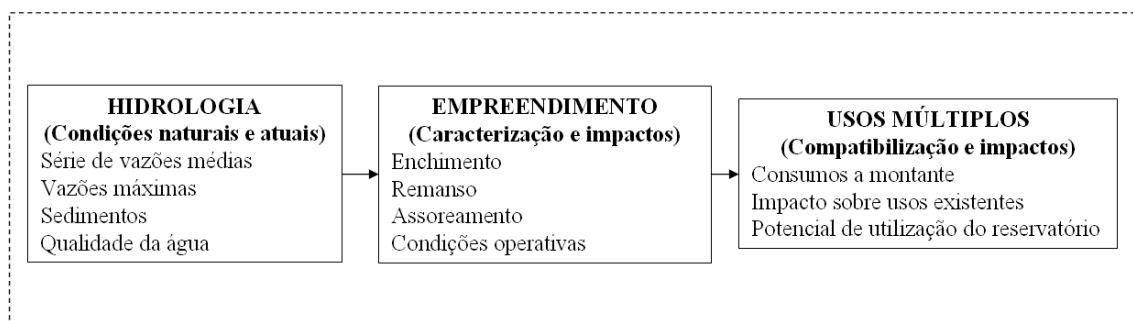 HIDROLOGIA
(Condições naturais e atuais)
Série de vazões médias
Vazões máximas
Sedimentos
Qualidade da água
EMPREENDIMENTO
(Caracterização e impactos)
Enchimento
Remanso
Assoreamento
Condições operativas
USOS MÚLTIPLOS
(Compatibilização e impactos)
Consumos a montante
Impacto sobre usos existentes
Potencial de utilização do reservatório